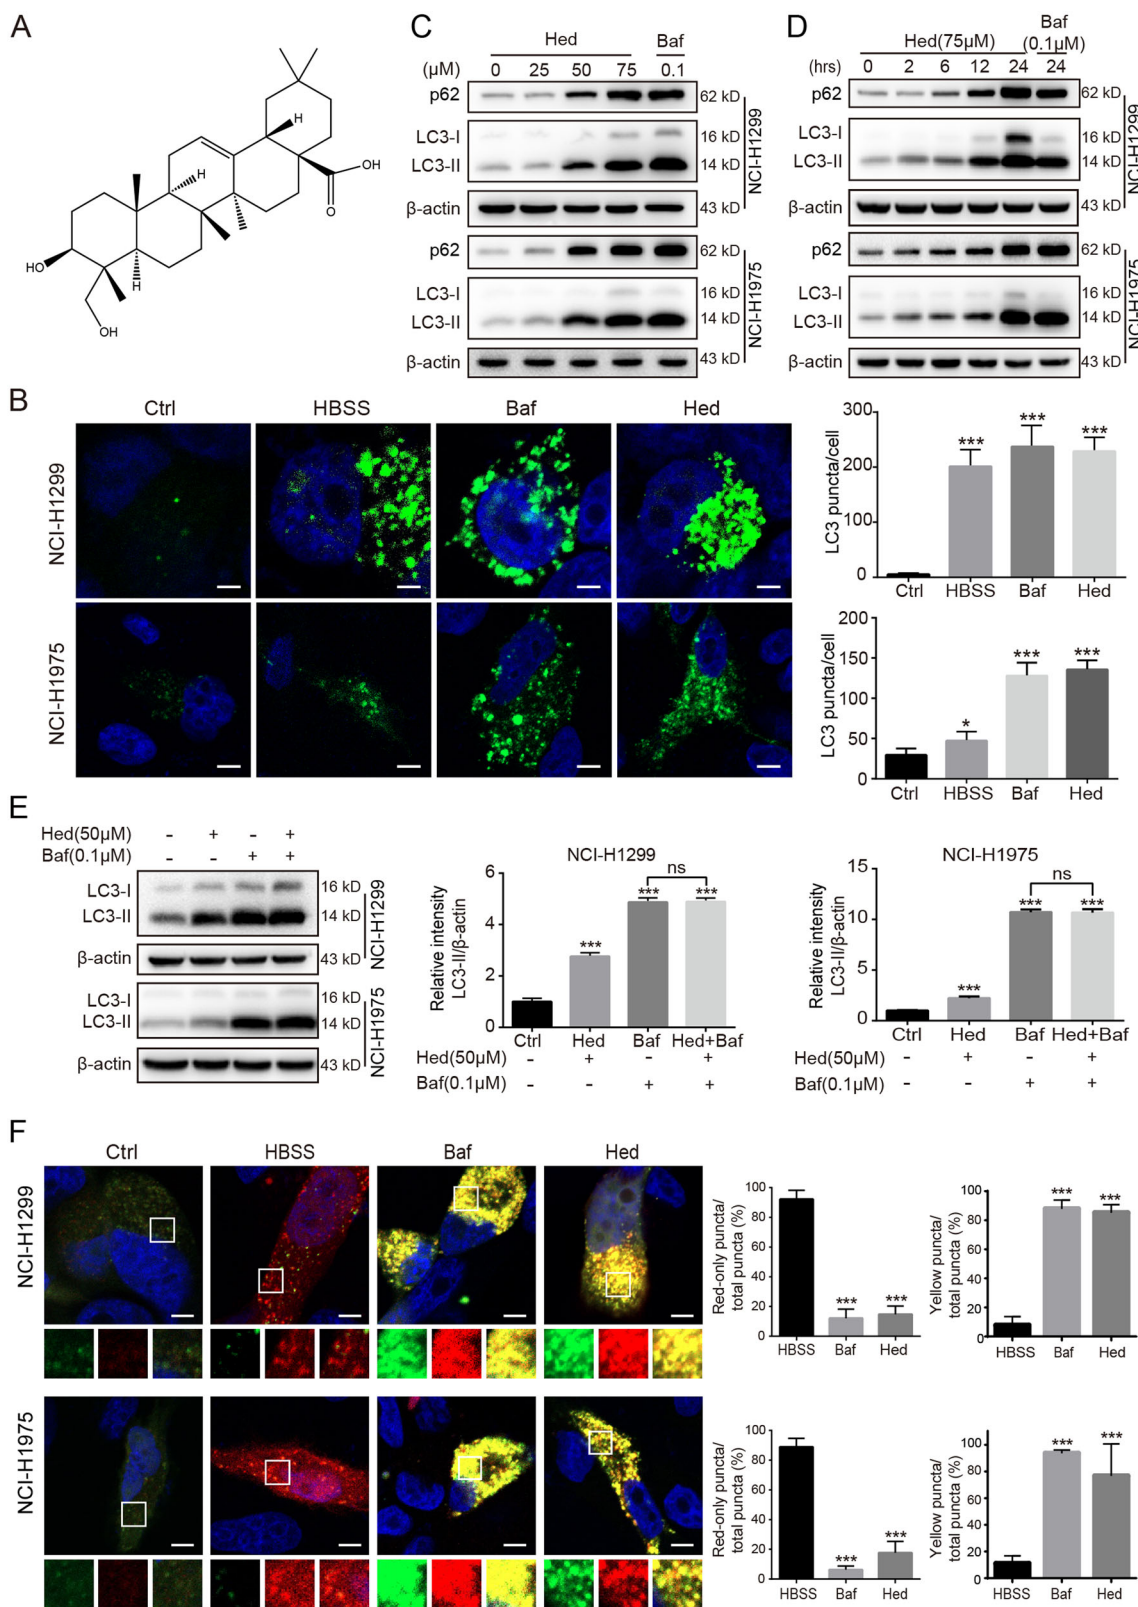 A
H
H
H
HO
OH
O
OH
C
Hed Baf
(μM) 0 25 50 75 0.1
p62 62 kD
LC3-I 16 kD
LC3-II 14 kD
β-actin 43 kD
NCI-H1299
p62 62 kD
LC3-I 16 kD
LC3-II 14 kD
β-actin 43 kD
NCI-H1975
D
Hed(75μM) Baf (0.1μM)
(hrs) 0 2 6 12 24 24
p62 62 kD
LC3-I 16 kD
LC3-II 14 kD
β-actin 43 kD
NCI-H1299
p62 62 kD
LC3-I 16 kD
LC3-II 14 kD
β-actin 43 kD
NCI-H1975
B
Ctrl HBSS Baf Hed
NCI-H1299
NCI-H1975
LC3 puncta/cell
300
200
100
0
*** *** ***
Ctrl HBSS Baf Hed
LC3 puncta/cell
200
150
100
50
0
* *** ***
Ctrl HBSS Baf Hed
E
Hed(50μM) - + - +
Baf(0.1μM) - - + +
LC3-I 16 kD
LC3-II 14 kD
β-actin 43 kD
NCI-H1299
LC3-I 16 kD
LC3-II 14 kD
β-actin 43 kD
NCI-H1975
NCI-H1299
Relative intensity
LC3-II/β-actin
6
4
2
0
*** *** ***
ns
Ctrl Hed Baf Hed+Baf
Hed(50μM) - + - +
Baf(0.1μM) - - + +
NCI-H1975
Relative intensity
LC3-II/β-actin
15
10
5
0
*** *** ***
ns
Ctrl Hed Baf Hed+Baf
Hed(50μM) - + - +
Baf(0.1μM) - - + +
F
Ctrl HBSS Baf Hed
NCI-H1299
NCI-H1975
Red-only puncta/
total puncta (%)
100
80
60
40
20
0
*** ***
HBSS Baf Hed
Yellow puncta/
total puncta (%)
100
80
60
40
20
0
*** ***
HBSS Baf Hed
Red-only puncta/
total puncta (%)
100
80
60
40
20
0
*** ***
HBSS Baf Hed
Yellow puncta/
total puncta (%)
100
80
60
40
20
0
*** ***
HBSS Baf Hed